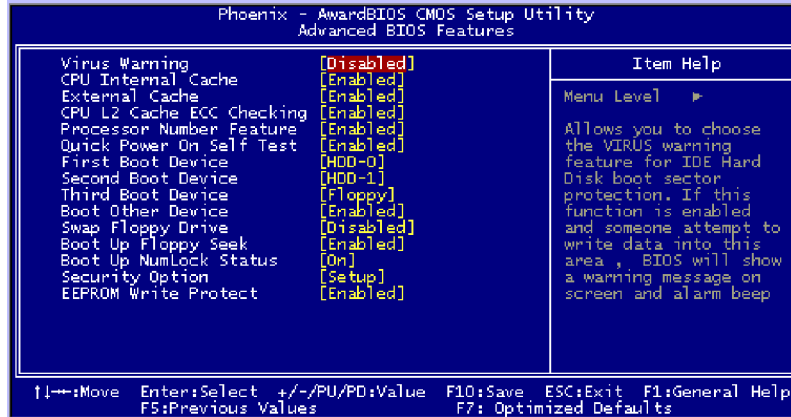 Phoenix - AwardBIOS CMOS Setup Utility
Advanced BIOS Features
Virus Warning [Disabled]
CPU Internal Cache [Enabled]
External Cache [Enabled]
CPU L2 Cache ECC Checking [Enabled]
Processor Number Feature [Enabled]
Quick Power On Self Test [Enabled]
First Boot Device [HDD-0]
Second Boot Device [HDD-1]
Third Boot Device [Floppy]
Boot Other Device [Enabled]
Swap Floppy Drive [Disabled]
Boot Up Floppy Seek [Enabled]
Boot Up NumLock Status [On]
Security Option [Setup]
EEPROM Write Protect [Enabled]
Item Help
Menu Level ►
Allows you to choose
the VIRUS warning
feature for IDE Hard
Disk boot sector
protection. If this
function is enabled
and someone attempt to
write data into this
area , BIOS will show
a warning message on
screen and alarm beep
↑↓→←:Move Enter:Select +/-/PU/PD:Value F10:Save ESC:Exit F1:General Help
F5:Previous Values F7: Optimized Defaults